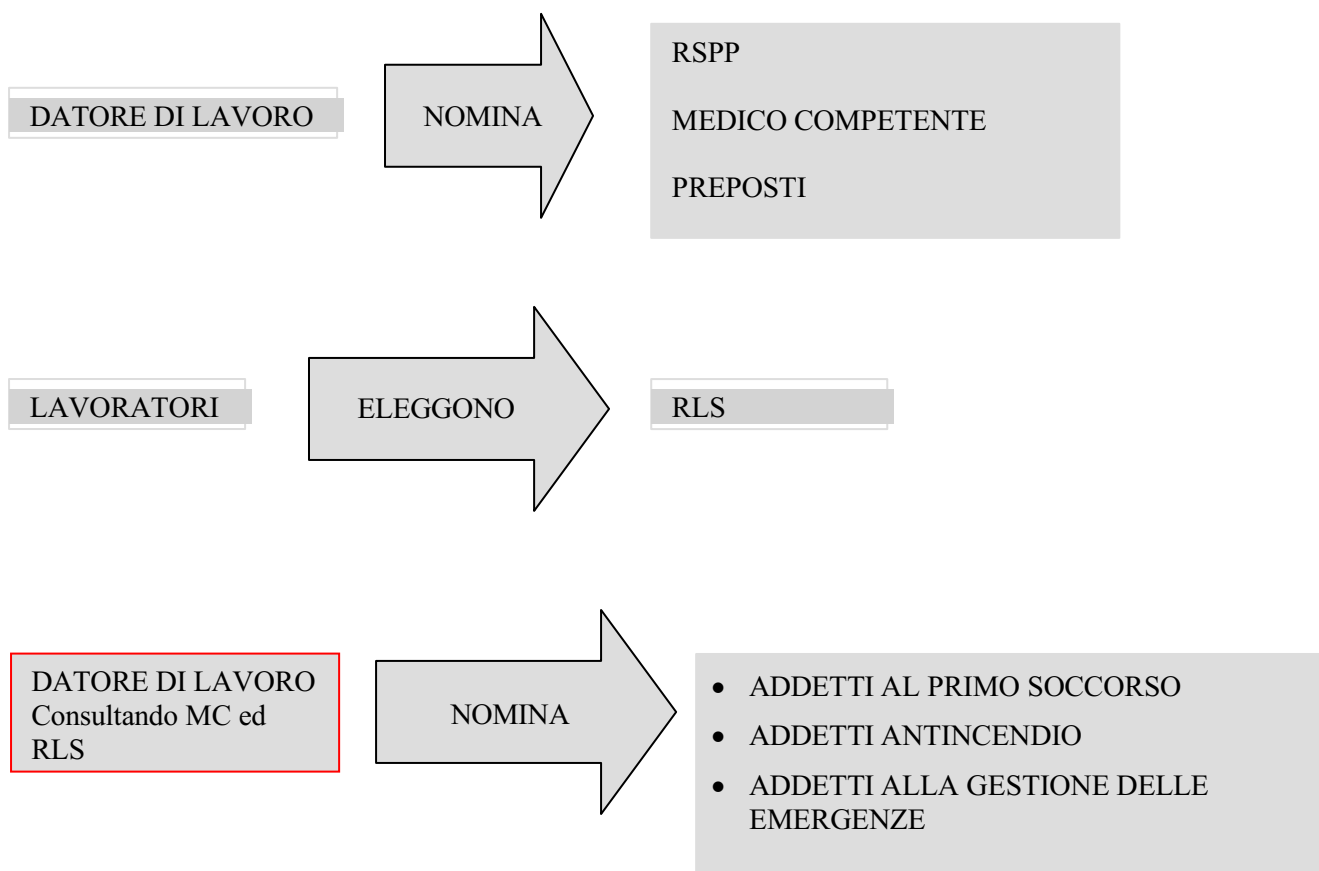 DATORE DI LAVORO
NOMINA
RSPP
MEDICO COMPETENTE
PREPOSTI
LAVORATORI
ELEGGONO
RLS
DATORE DI LAVORO
Consultando MC ed
RLS
NOMINA
• ADDETTI AL PRIMO SOCCORSO
• ADDETTI ANTINCENDIO
• ADDETTI ALLA GESTIONE DELLE
EMERGENZE